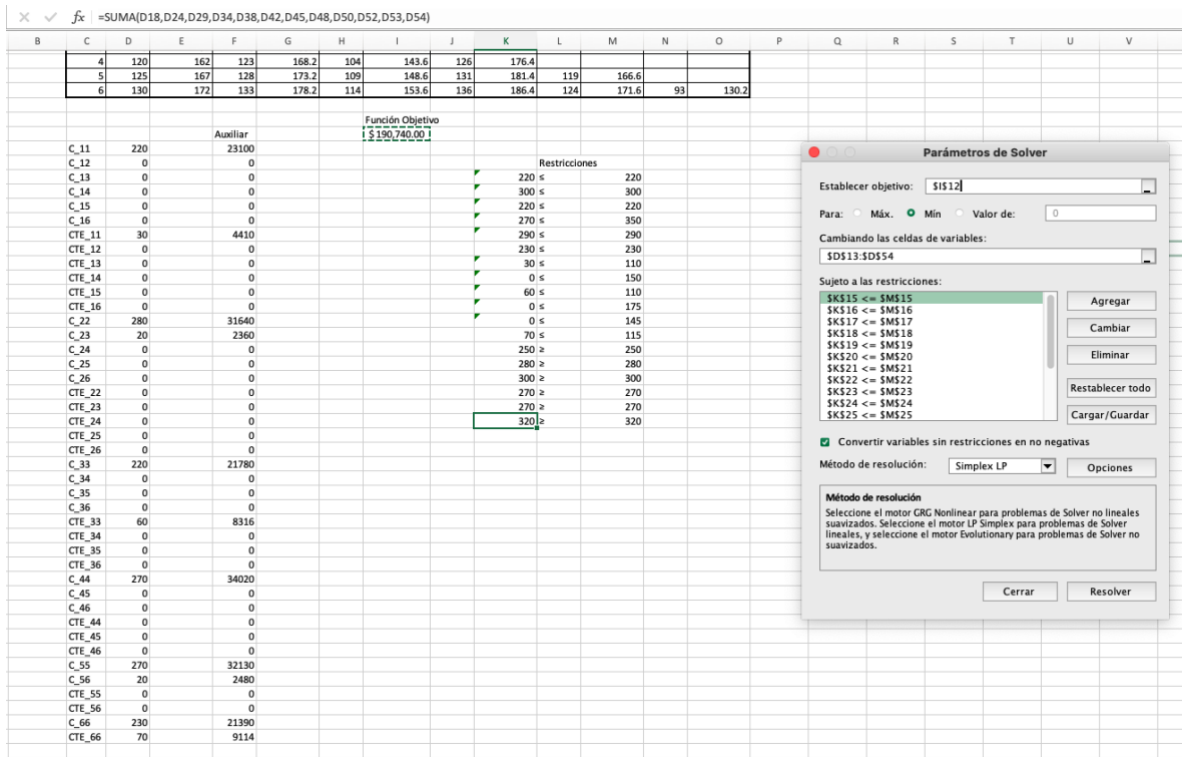 fx =SUMA(D18,D24,D29,D34,D38,D42,D45,D48,D50,D52,D53,D54)
B C D E F G H I J K L M N O P Q R S T U V
4 120 162 123 168.2 104 143.6 126 176.4
5 125 167 128 173.2 109 148.6 131 181.4 119 166.6
6 130 172 133 178.2 114 153.6 136 186.4 124 171.6 93 130.2
Función Objetivo
Auxiliar $ 190,740.00
C_11 220 23100
C_12 0 0 Restricciones
C_13 0 0 220 ≤ 220
C_14 0 0 300 ≤ 300
C_15 0 0 220 ≤ 220
C_16 0 0 270 ≤ 350
CTE_11 30 4410 290 ≤ 290
CTE_12 0 0 230 ≤ 230
CTE_13 0 0 30 ≤ 110
CTE_14 0 0 0 ≤ 150
CTE_15 0 0 60 ≤ 110
CTE_16 0 0 0 ≤ 175
C_22 280 31640 0 ≤ 145
C_23 20 2360 70 ≤ 115
C_24 0 0 250 ≥ 250
C_25 0 0 280 ≥ 280
C_26 0 0 300 ≥ 300
CTE_22 0 0 270 ≥ 270
CTE_23 0 0 270 ≥ 270
CTE_24 0 0 320 ≥ 320
CTE_25 0 0
CTE_26 0 0
C_33 220 21780
C_34 0 0
C_35 0 0
C_36 0 0
CTE_33 60 8316
CTE_34 0 0
CTE_35 0 0
CTE_36 0 0
C_44 270 34020
C_45 0 0
C_46 0 0
CTE_44 0 0
CTE_45 0 0
CTE_46 0 0
C_55 270 32130
C_56 20 2480
CTE_55 0 0
CTE_56 0 0
C_66 230 21390
CTE_66 70 9114
Parámetros de Solver
Establecer objetivo: $I$12
Para: Máx. Mín Valor de: 0
Cambiando las celdas de variables:
$D$13:$D$54
Sujeto a las restricciones:
$K$15 <= $M$15
$K$16 <= $M$16
$K$17 <= $M$17
$K$18 <= $M$18
$K$19 <= $M$19
$K$20 <= $M$20
$K$21 <= $M$21
$K$22 <= $M$22
$K$23 <= $M$23
$K$24 <= $M$24
$K$25 <= $M$25
Agregar
Cambiar
Eliminar
Restablecer todo
Cargar/Guardar
Convertir variables sin restricciones en no negativas
Método de resolución: Simplex LP Opciones
Método de resolución
Seleccione el motor GRG Nonlinear para problemas de Solver no lineales
suavizados. Seleccione el motor LP Simplex para problemas de Solver
lineales, y seleccione el motor Evolutionary para problemas de Solver no
suavizados.
Cerrar Resolver